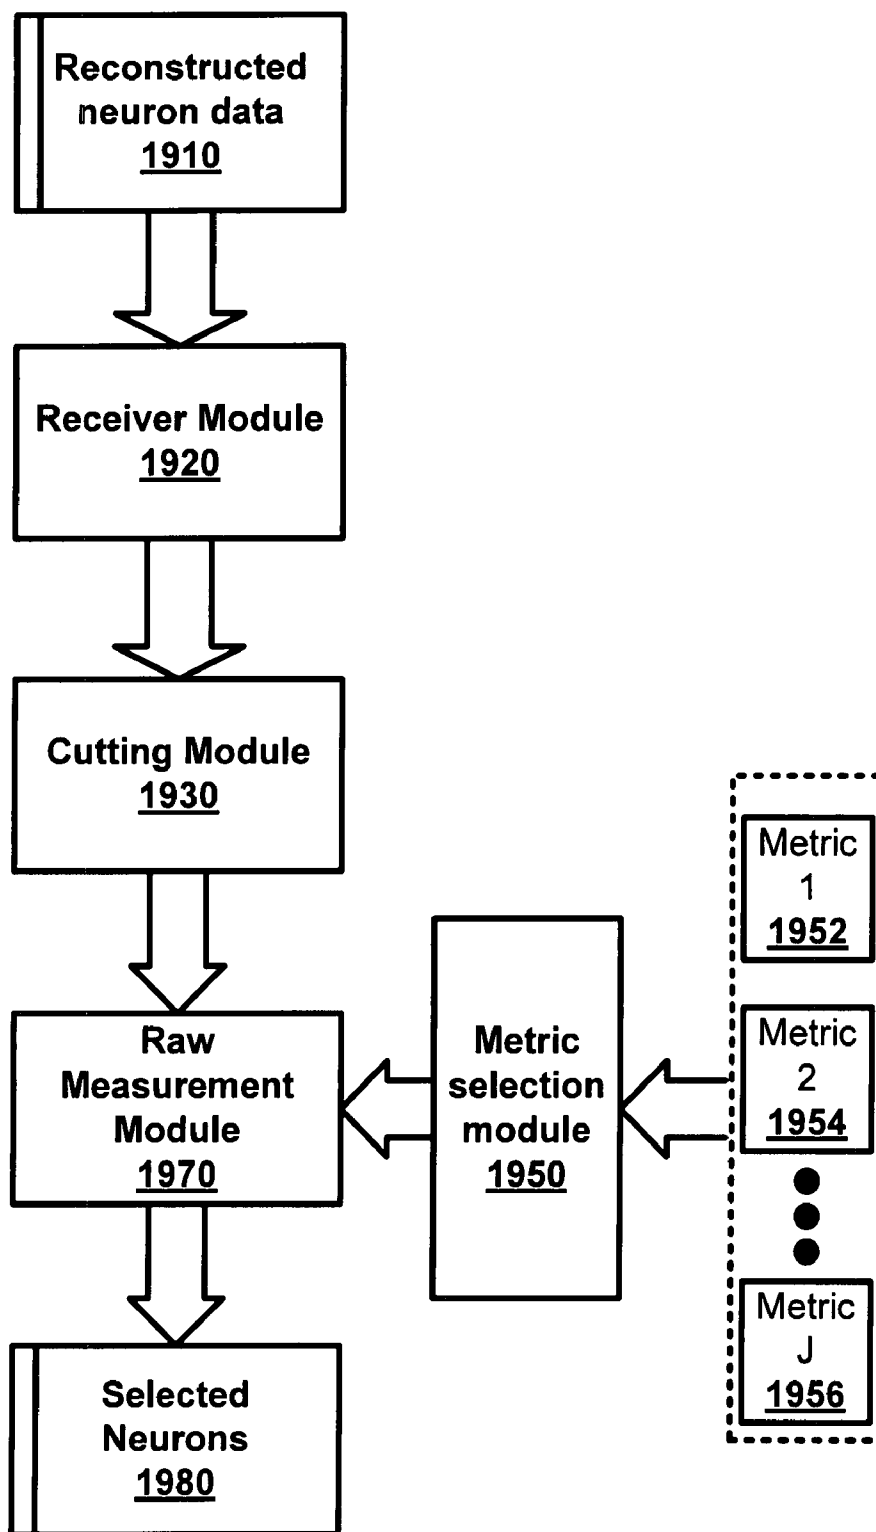 Reconstructed
neuron data
1910
Receiver Module
1920
Cutting Module
1930
Raw
Measurement
Module
1970
Metric
selection
module
1950
Metric
1
1952
Metric
2
1954
Metric
J
1956
Selected
Neurons
1980